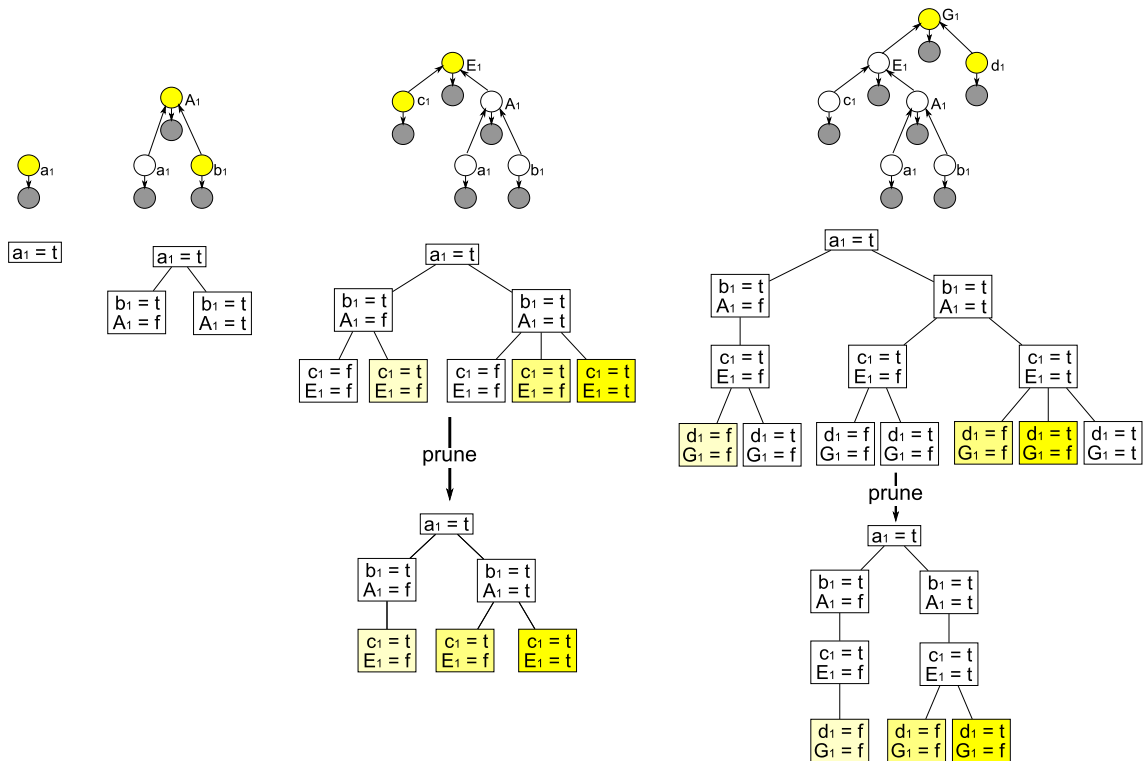 a₁
a₁ = t
A₁
a₁
b₁
a₁ = t
b₁ = t
A₁ = f
b₁ = t
A₁ = t
E₁
c₁
A₁
a₁
b₁
a₁ = t
b₁ = t
A₁ = f
b₁ = t
A₁ = t
c₁ = f
E₁ = f
c₁ = t
E₁ = f
c₁ = f
E₁ = f
c₁ = t
E₁ = f
c₁ = t
E₁ = t
prune
a₁ = t
b₁ = t
A₁ = f
b₁ = t
A₁ = t
c₁ = t
E₁ = f
c₁ = t
E₁ = f
c₁ = t
E₁ = t
G₁
E₁
d₁
c₁
A₁
a₁
b₁
a₁ = t
b₁ = t
A₁ = f
b₁ = t
A₁ = t
c₁ = t
E₁ = f
c₁ = t
E₁ = f
c₁ = t
E₁ = t
d₁ = f
G₁ = f
d₁ = t
G₁ = f
d₁ = f
G₁ = f
d₁ = t
G₁ = f
d₁ = f
G₁ = f
d₁ = t
G₁ = f
d₁ = t
G₁ = t
prune
a₁ = t
b₁ = t
A₁ = f
b₁ = t
A₁ = t
c₁ = t
E₁ = f
c₁ = t
E₁ = t
d₁ = f
G₁ = f
d₁ = f
G₁ = f
d₁ = t
G₁ = f